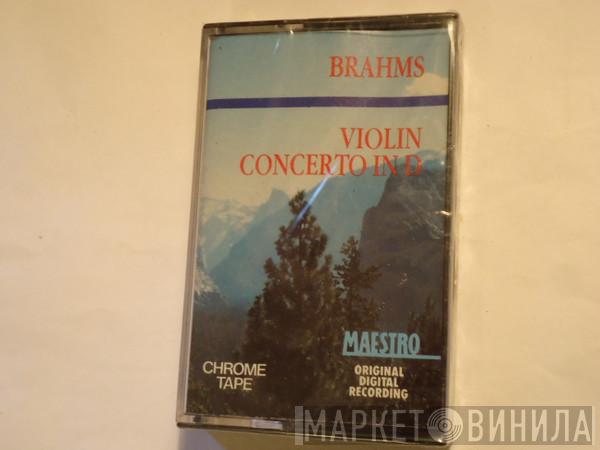 BRAHMS
VIOLIN
CONCERTO IN D
MAESTRO
CHROME
TAPE
ORIGINAL
DIGITAL
RECORDING
МАРКЕТ ВИНИЛА